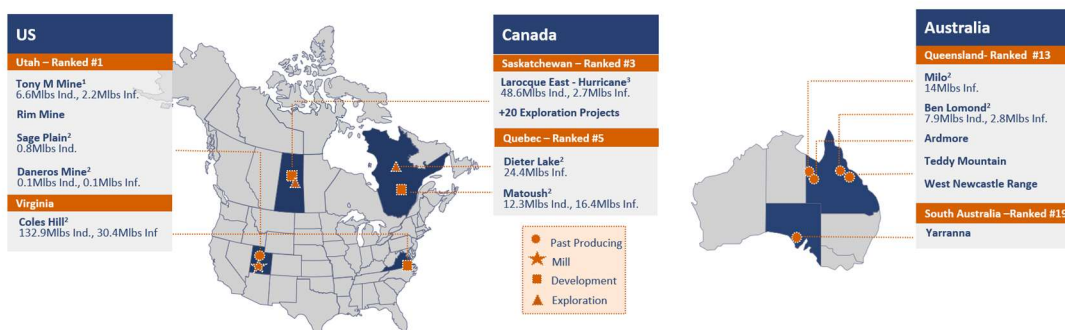 US
Utah – Ranked #1
Tony M Mine¹
6.6Mlbs Ind., 2.2Mlbs Inf.
Rim Mine
Sage Plain²
0.8Mlbs Ind.
Daneros Mine²
0.1Mlbs Ind., 0.1Mlbs Inf.
Virginia
Coles Hill²
132.9Mlbs Ind., 30.4Mlbs Inf
Canada
Saskatchewan – Ranked #3
Larocque East - Hurricane³
48.6Mlbs Ind., 2.7Mlbs Inf.
+20 Exploration Projects
Quebec – Ranked #5
Dieter Lake²
24.4Mlbs Inf.
Matoush²
12.3Mlbs Ind., 16.4Mlbs Inf.
Past Producing
Mill
Development
Exploration
Australia
Queensland- Ranked #13
Milo²
14Mlbs Inf.
Ben Lomond²
7.9Mlbs Ind., 2.8Mlbs Inf.
Ardmore
Teddy Mountain
West Newcastle Range
South Australia –Ranked #19
Yarranna